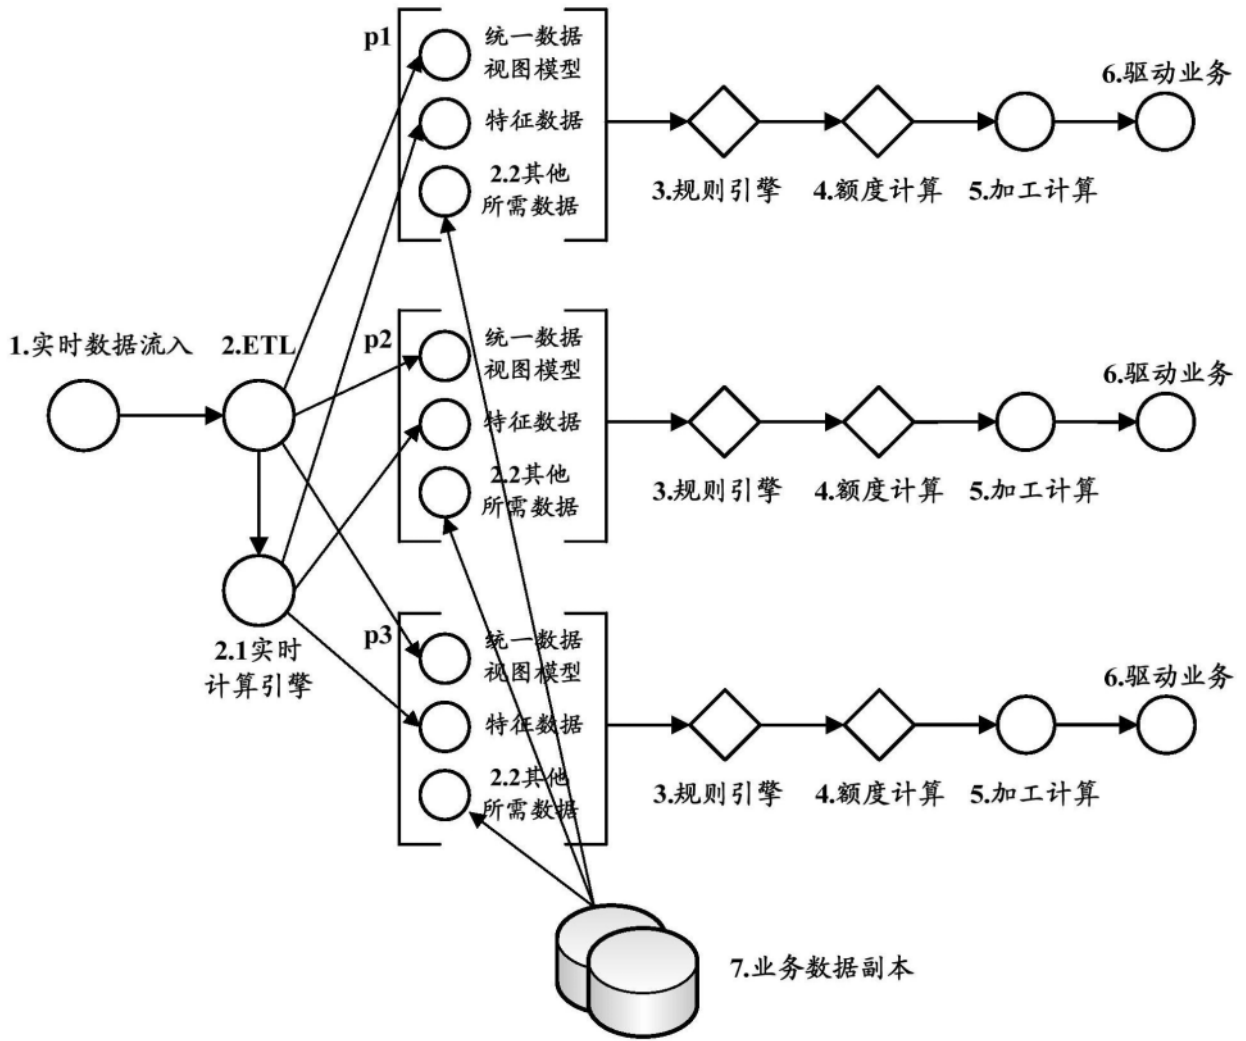 p1
统一数据
视图模型
特征数据
2.2其他
所需数据
3.规则引擎
4.额度计算
5.加工计算
6.驱动业务
1.实时数据流入
2.ETL
2.1实时
计算引擎
p2
统一数据
视图模型
特征数据
2.2其他
所需数据
3.规则引擎
4.额度计算
5.加工计算
6.驱动业务
p3
统一数据
视图模型
特征数据
2.2其他
所需数据
3.规则引擎
4.额度计算
5.加工计算
6.驱动业务
7.业务数据副本